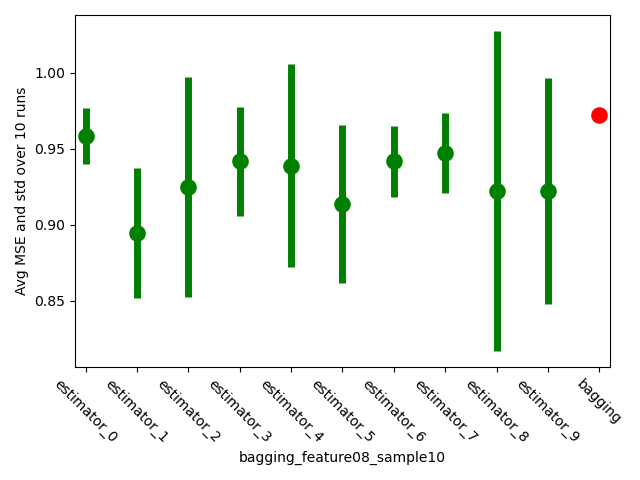 Avg MSE and std over 10 runs
1.00
0.95
0.90
0.85
estimator_0
estimator_1
estimator_2
estimator_3
estimator_4
estimator_5
estimator_6
estimator_7
estimator_8
estimator_9
bagging
bagging_feature08_sample10